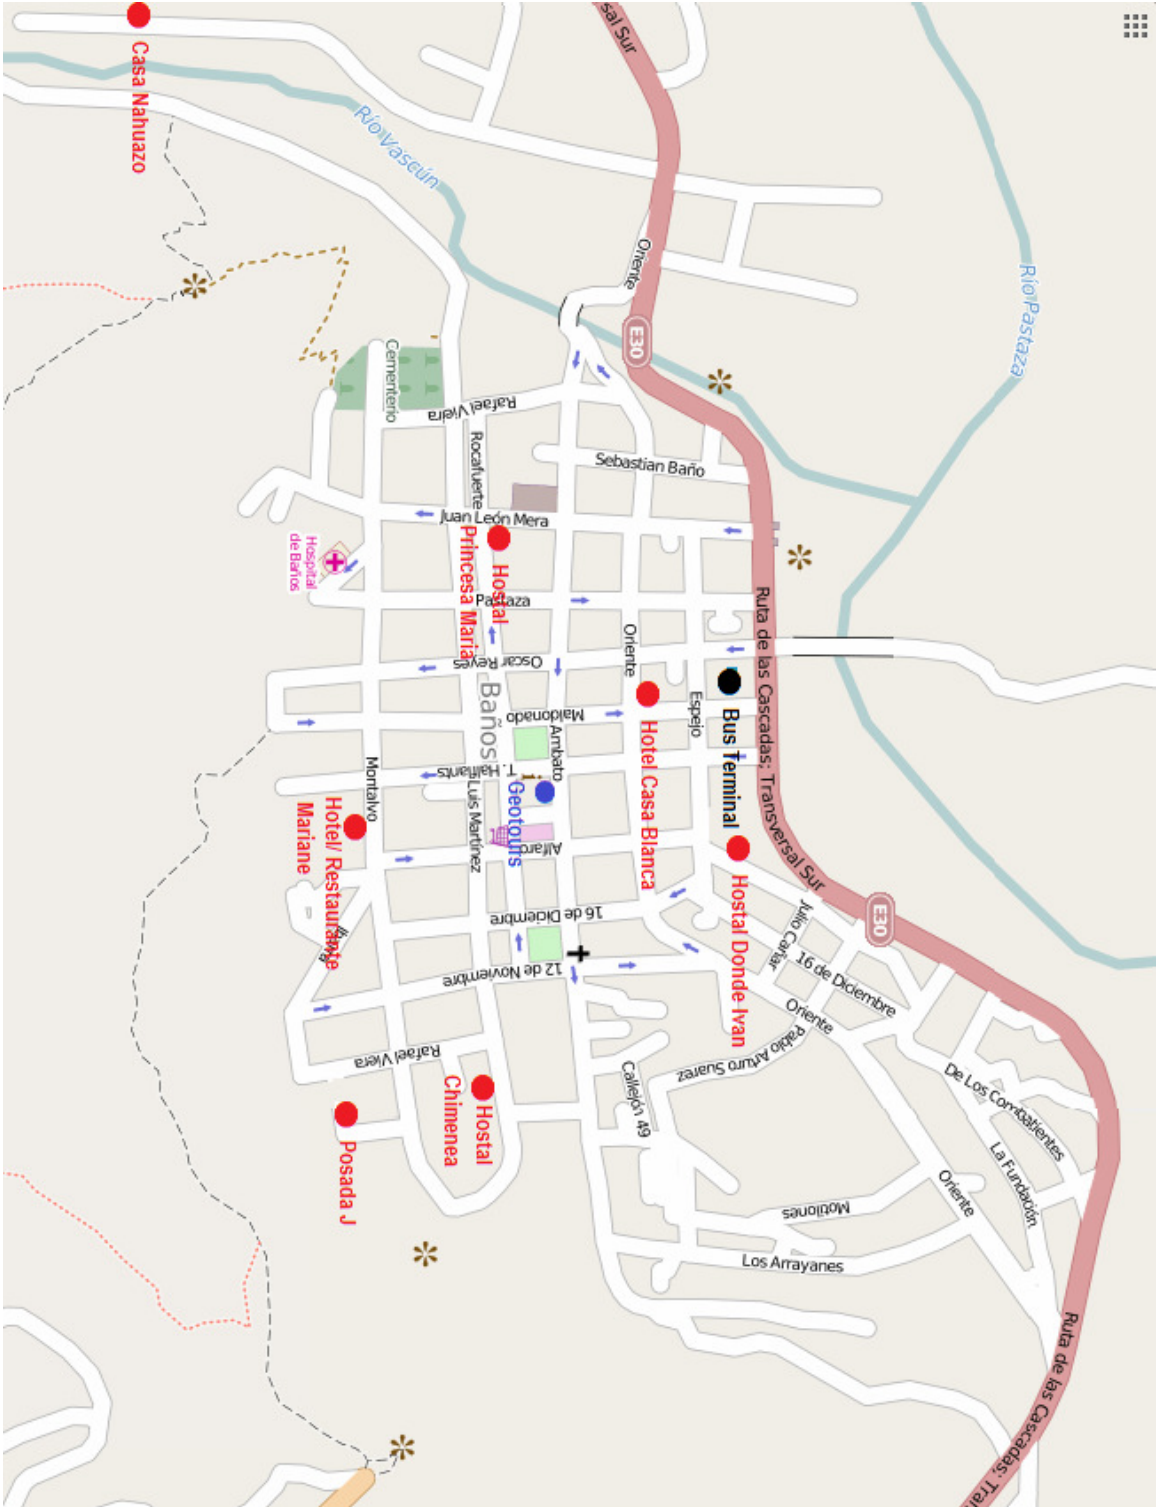 sal Sur
Casa Nahuazo
Río Vascún
Oriente
Río Pastaza
E30
Cementerio
Rafael Vieira
Rocafuerte
Sebastian Baño
Juan León Mera
Hostal
Princesa Maria
Hospital
de Baños
Pastaza
Ruta de las Cascadas; Transversal Sur
Oriente
Oscar Reyes
Baños
Espejo
Bus Terminal
Maldonado
Ambato
Hotel Casa Blanca
T. Halflants
i
Geotours
Montalvo
Luis Martínez
Hotel/ Restaurante
Mariane
Alfaro
Hostal Donde Ivan
E30
Julio Cañar
16 de Diciembre
16 de Diciembre
12 de Noviembre
Oriente
Pablo Arturo Suarez
Rafael Viera
Callejón 49
De Los Combatientes
Hostal
Chimenea
Posada J
La Fundación
Oriente
Motilones
Los Arrayanes
Ruta de las Cascadas; Tran